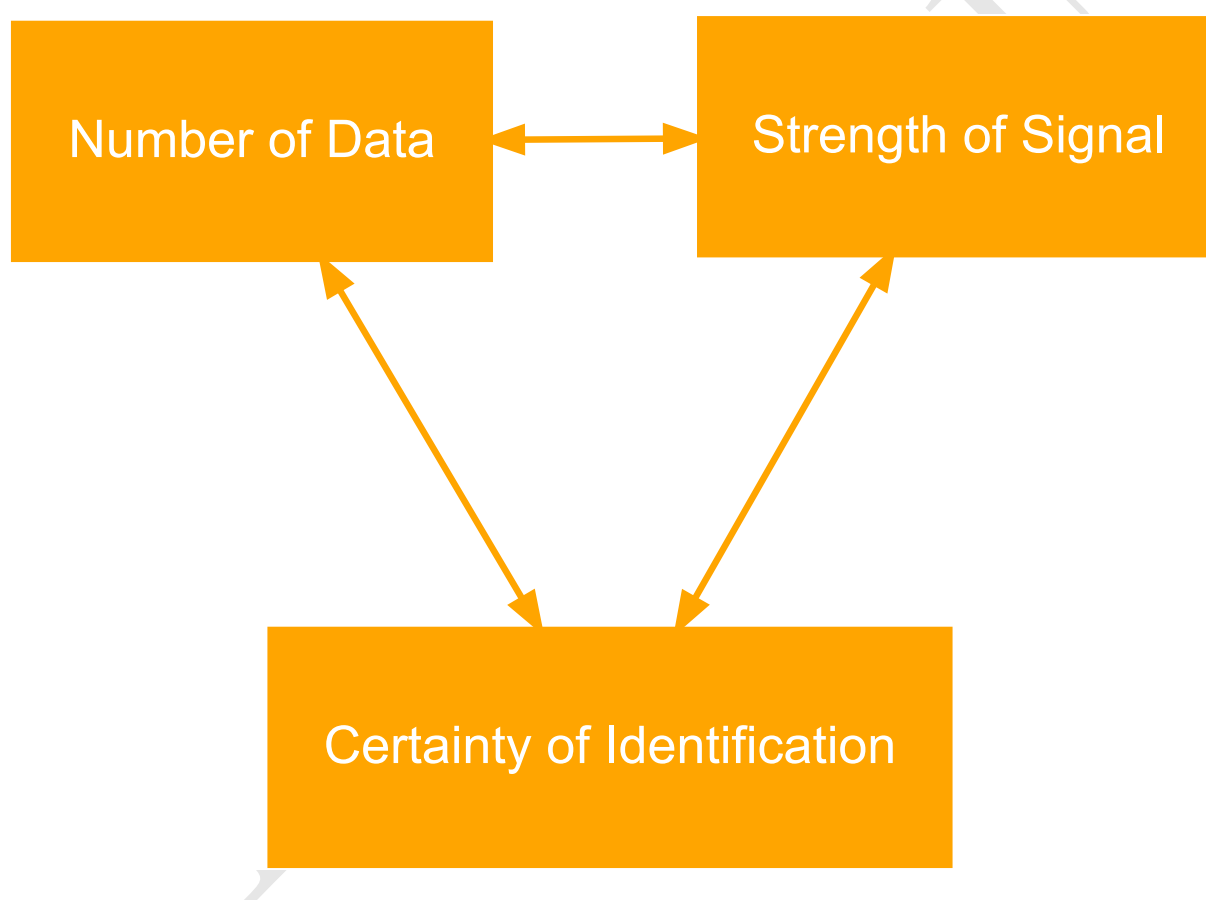 Number of Data
Strength of Signal
Certainty of Identification